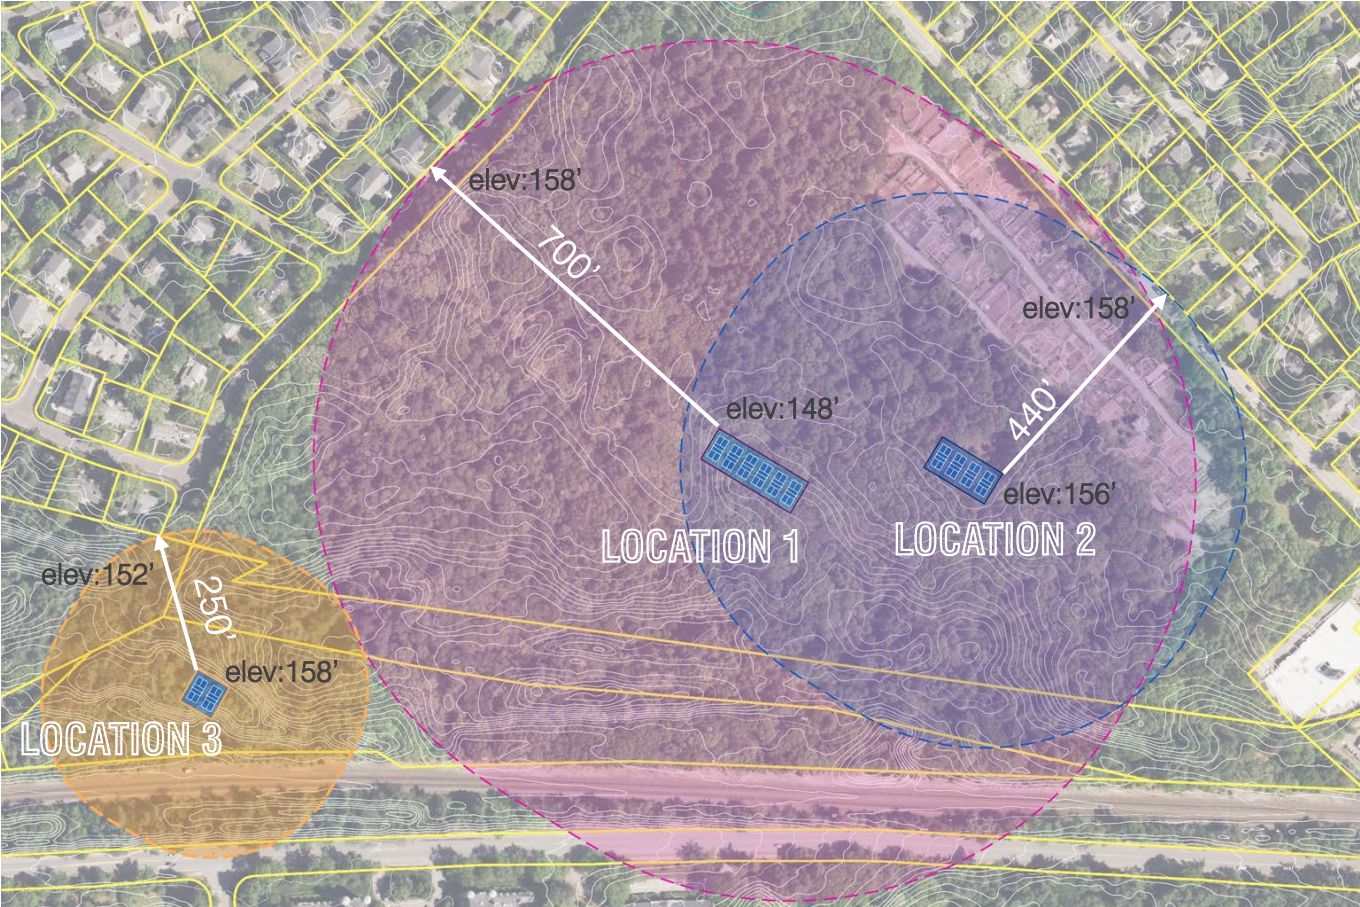 elev:158’
700’
elev:158’
elev:148’
440’
elev:156’
LOCATION 1
LOCATION 2
elev:152’
250’
elev:158’
LOCATION 3